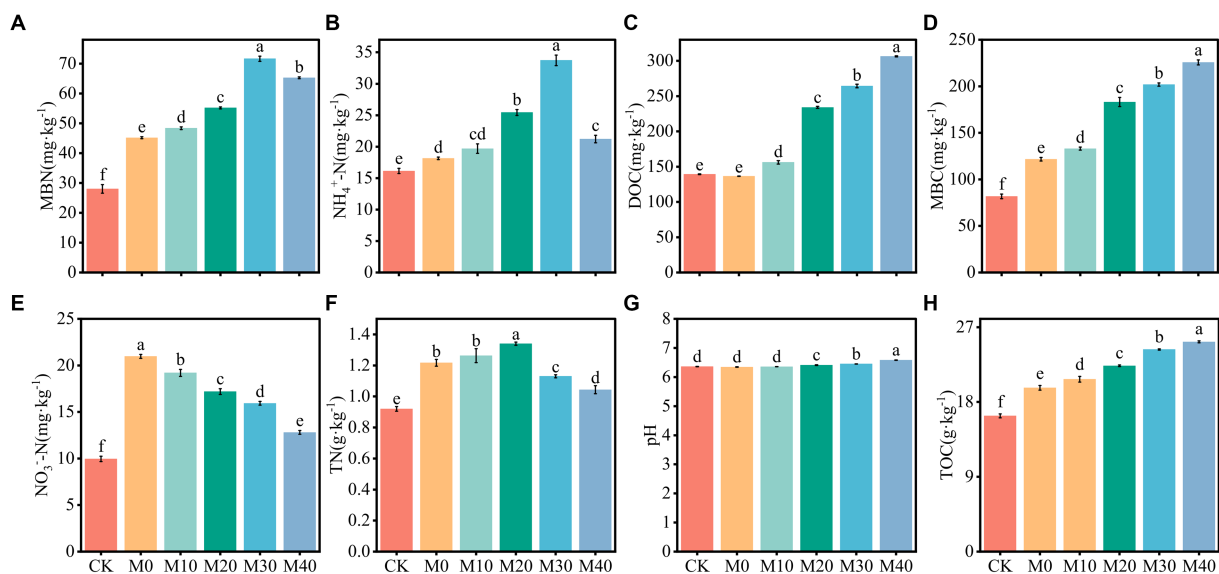 A
MBN(mg·kg⁻¹)
70
60
50
40
30
20
10
0
f
e
d
c
a
b
B
NH₄⁺-N(mg·kg⁻¹)
35
30
25
20
15
10
5
0
e
d
cd
b
a
c
C
DOC(mg·kg⁻¹)
300
250
200
150
100
50
0
e
e
d
c
b
a
D
MBC(mg·kg⁻¹)
250
200
150
100
50
0
f
e
d
c
b
a
E
NO₃⁻-N(mg·kg⁻¹)
25
20
15
10
5
0
f
a
b
c
d
e
CK M0 M10 M20 M30 M40
F
TN(g·kg⁻¹)
1.4
1.2
1.0
0.8
0.6
0.4
0.2
0.0
e
b
b
a
c
d
CK M0 M10 M20 M30 M40
G
pH
8
7
6
5
4
3
2
1
0
d
d
d
c
b
a
CK M0 M10 M20 M30 M40
H
TOC(g·kg⁻¹)
27
18
9
0
f
e
d
c
b
a
CK M0 M10 M20 M30 M40